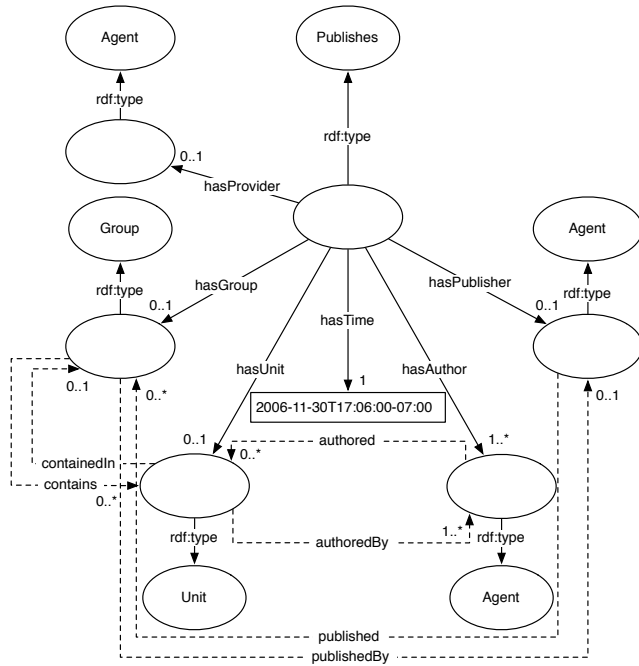 Agent
Publishes
rdf:type
rdf:type
0..1
hasProvider
Group
Agent
rdf:type
hasGroup
hasPublisher
rdf:type
0..1
0..1
hasTime
hasUnit
hasAuthor
0..1
0..*
1
0..1
2006-11-30T17:06:00-07:00
0..1
authored
1..*
0..*
containedIn
contains
0..*
rdf:type
authoredBy
1..*
rdf:type
Unit
Agent
published
publishedBy